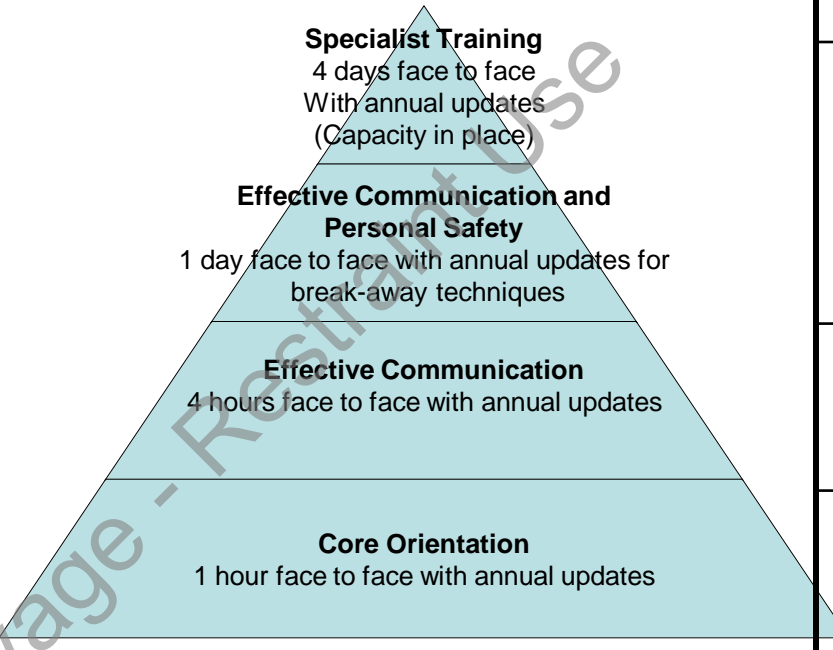 Specialist Training
4 days face to face
With annual updates
(Capacity in place)
Effective Communication and
Personal Safety
1 day face to face with annual updates for
break-away techniques
Effective Communication
4 hours face to face with annual updates
Core Orientation
1 hour face to face with annual updates
- Restraint Use